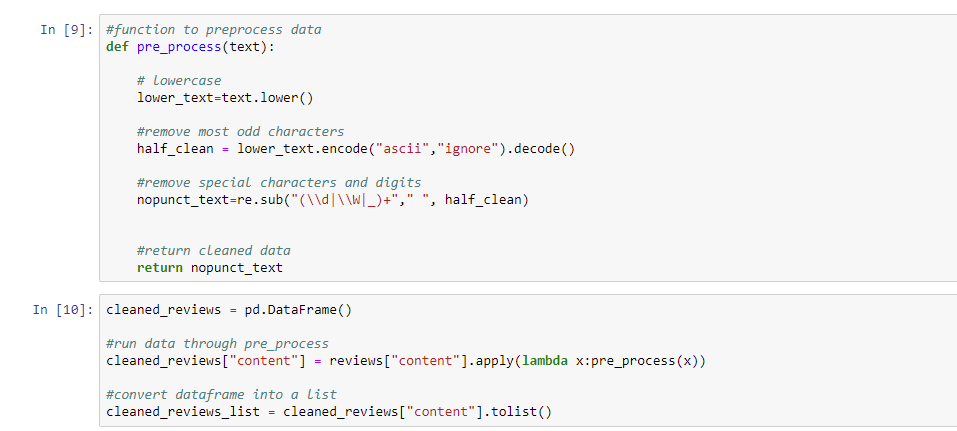 In [9]: #function to preprocess data
def pre_process(text):
# lowercase
lower_text=text.lower()
#remove most odd characters
half_clean = lower_text.encode("ascii","ignore").decode()
#remove special characters and digits
nopunct_text=re.sub("(\\d|\\W|_)+"," ", half_clean)
#return cleaned data
return nopunct_text
In [10]: cleaned_reviews = pd.DataFrame()
#run data through pre_process
cleaned_reviews["content"] = reviews["content"].apply(lambda x:pre_process(x))
#convert dataframe into a list
cleaned_reviews_list = cleaned_reviews["content"].tolist()